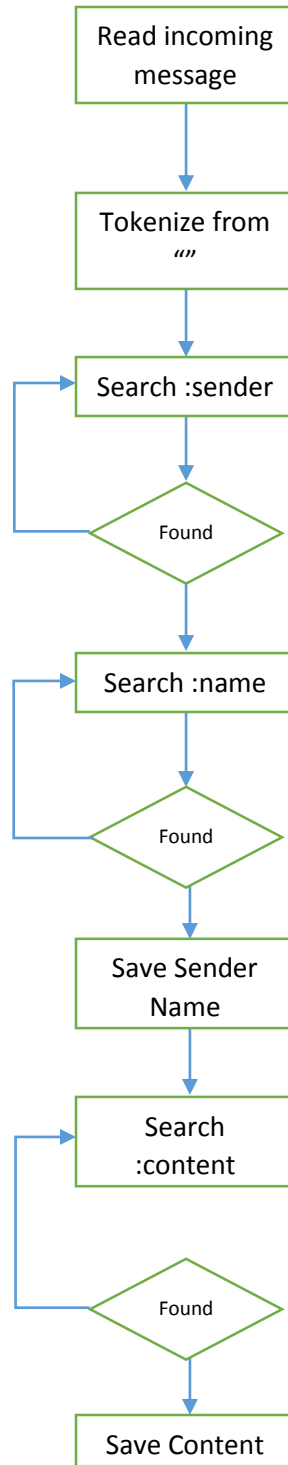 Read incoming
message
Tokenize from
“”
Search :sender
Found
Search :name
Found
Save Sender
Name
Search
:content
Found
Save Content